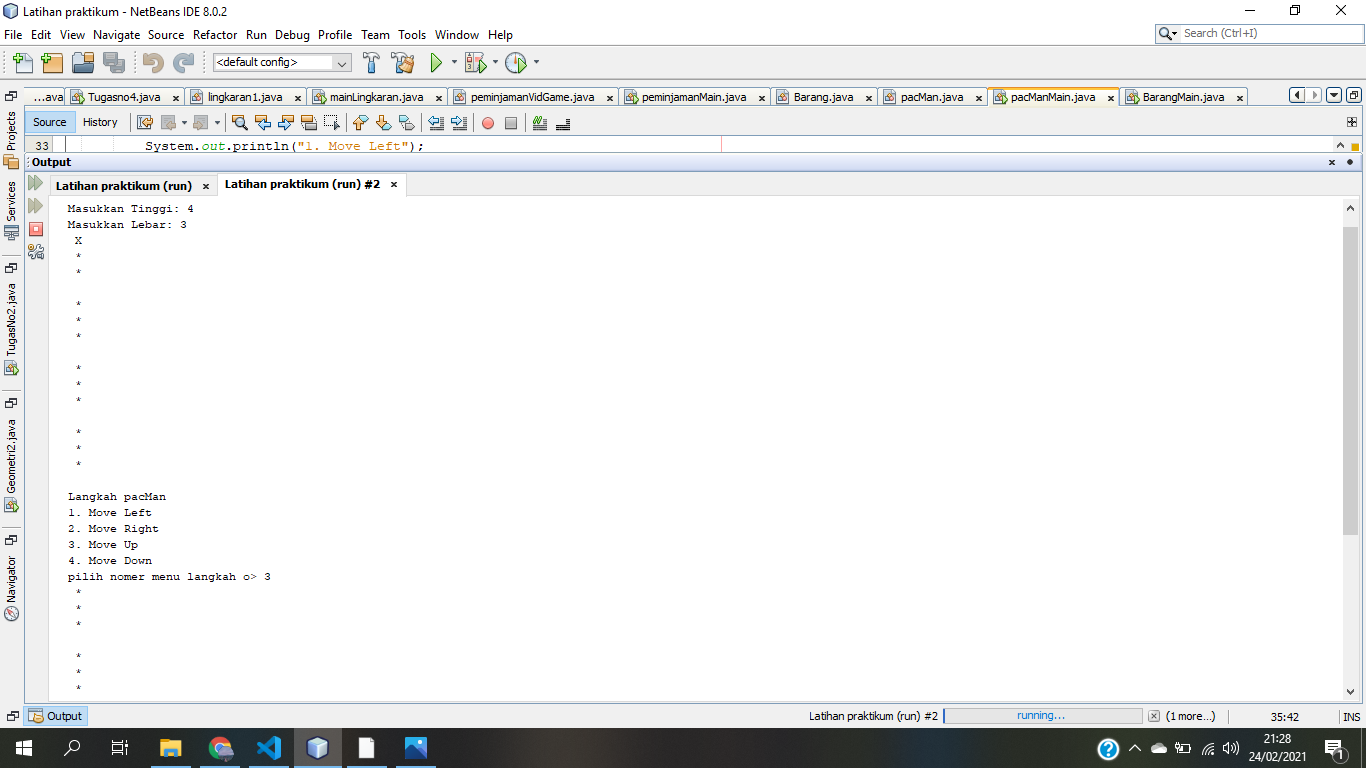 Latihan praktikum - NetBeans IDE 8.0.2
File Edit View Navigate Source Refactor Run Debug Profile Team Tools Window Help
Search (Ctrl+I)
<default config>
...ava Tugasno4.java lingkaran1.java mainLingkaran.java peminjamanVidGame.java peminjamanMain.java Barang.java pacMan.java pacManMain.java BarangMain.java
Source History
33 System.out.println("1. Move Left");
Output
Latihan praktikum (run) Latihan praktikum (run) #2
Projects
Services
TugasNo2.java
Geometri2.java
Navigator
Masukkan Tinggi: 4
Masukkan Lebar: 3
X
*
*
*
*
*
*
*
*
*
*
*
Langkah pacMan
1. Move Left
2. Move Right
3. Move Up
4. Move Down
pilih nomer menu langkah o> 3
*
*
*
*
*
*
Output
Latihan praktikum (run) #2 running... (1 more...) 35:42 INS
21:28
24/02/2021
1